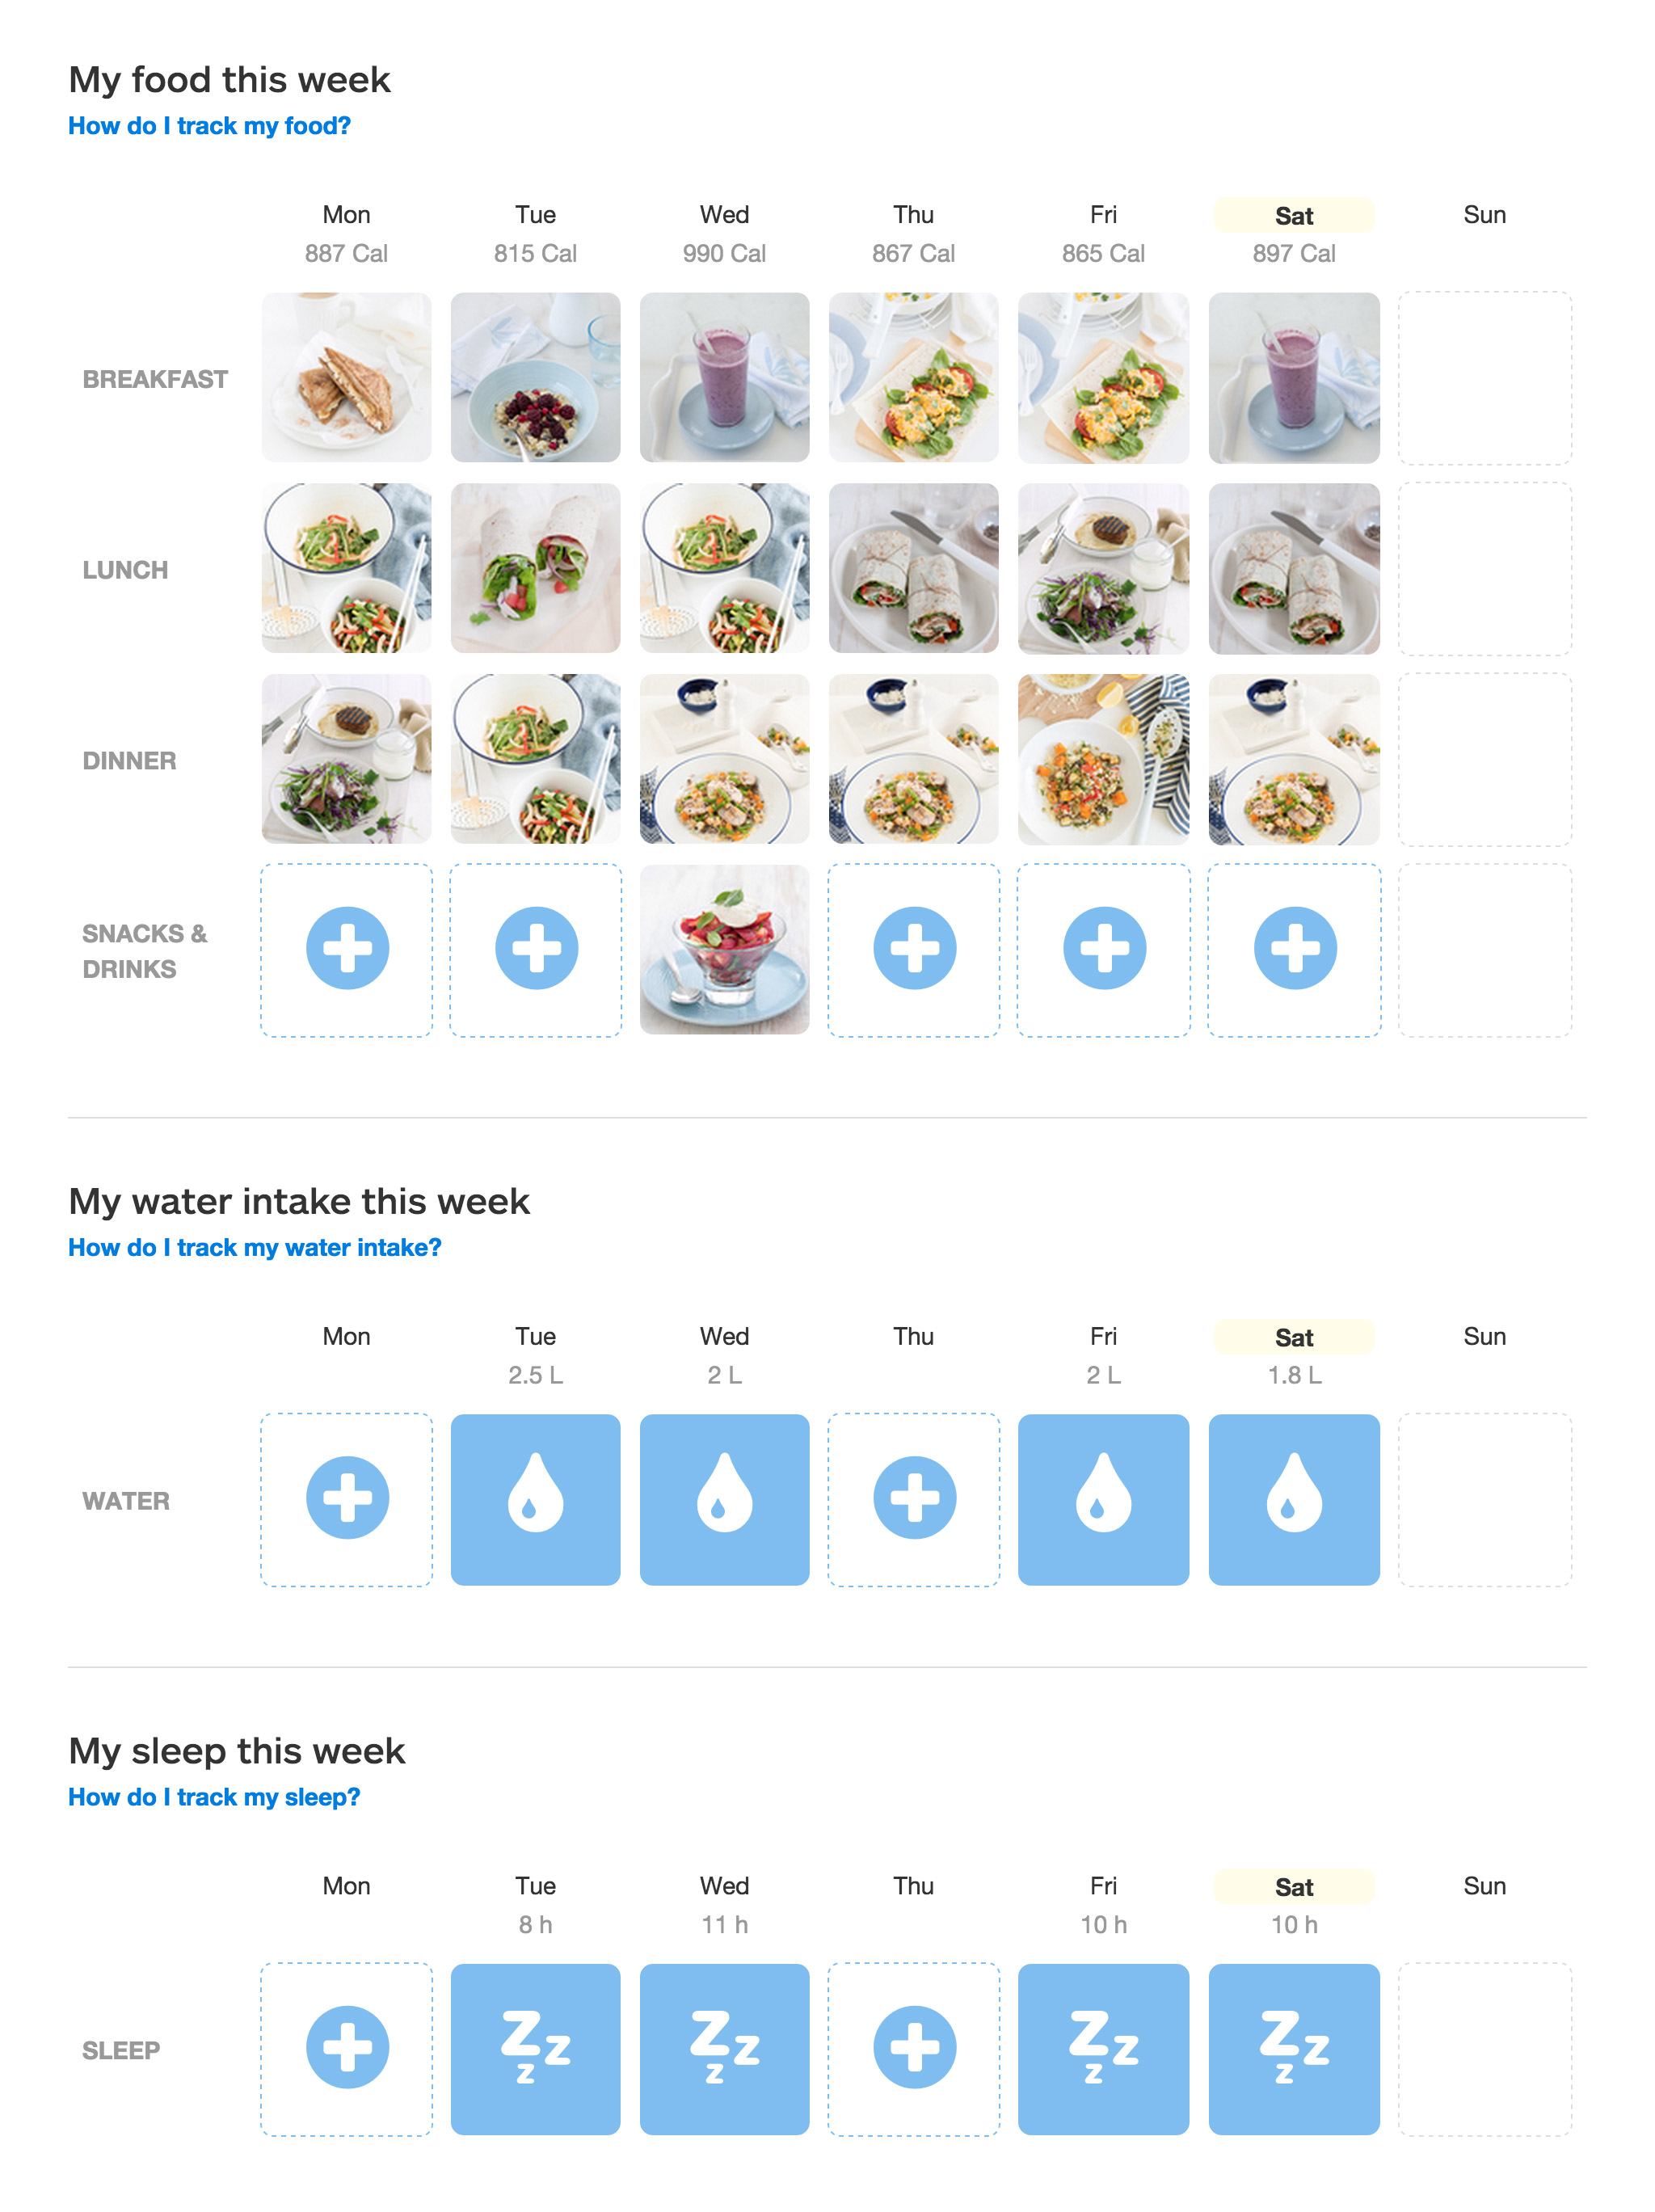 My food this week
How do I track my food?
Mon Tue Wed Thu Fri Sat Sun
887 Cal 815 Cal 990 Cal 867 Cal 865 Cal 897 Cal
BREAKFAST
LUNCH
DINNER
SNACKS &
DRINKS
My water intake this week
How do I track my water intake?
Mon Tue Wed Thu Fri Sat Sun
2.5 L 2 L 2 L 1.8 L
WATER
My sleep this week
How do I track my sleep?
Mon Tue Wed Thu Fri Sat Sun
8 h 11 h 10 h 10 h
SLEEP
Zzz Zzz Zzz Zzz